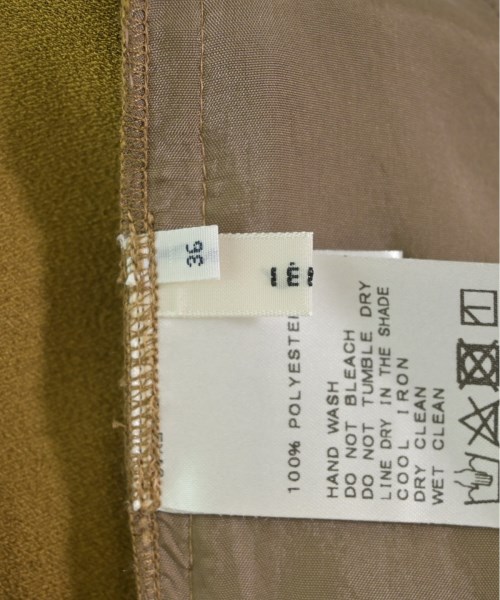 36
100% POLYESTER
HAND WASH
DO NOT BLEACH
DO NOT TUMBLE DRY
LINE DRY IN THE SHADE
COOL IRON
DRY CLEAN
WET CLEAN